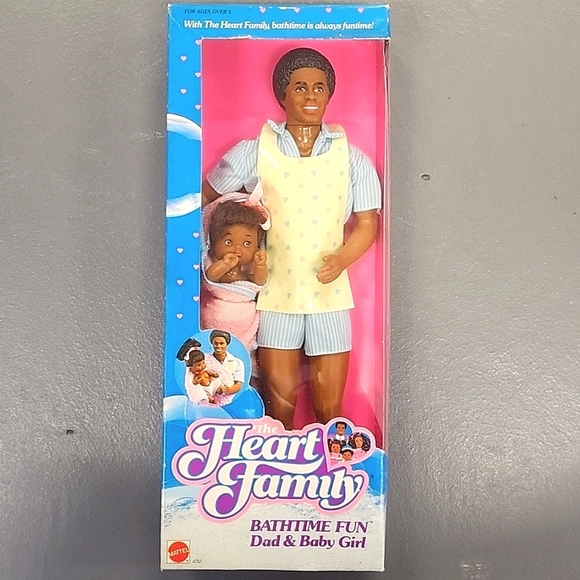 FOR AGES OVER 3
With The Heart Family, bathtime is always funtime!
The
Heart
Family
BATHTIME FUN™
Dad & Baby Girl
MATTEL